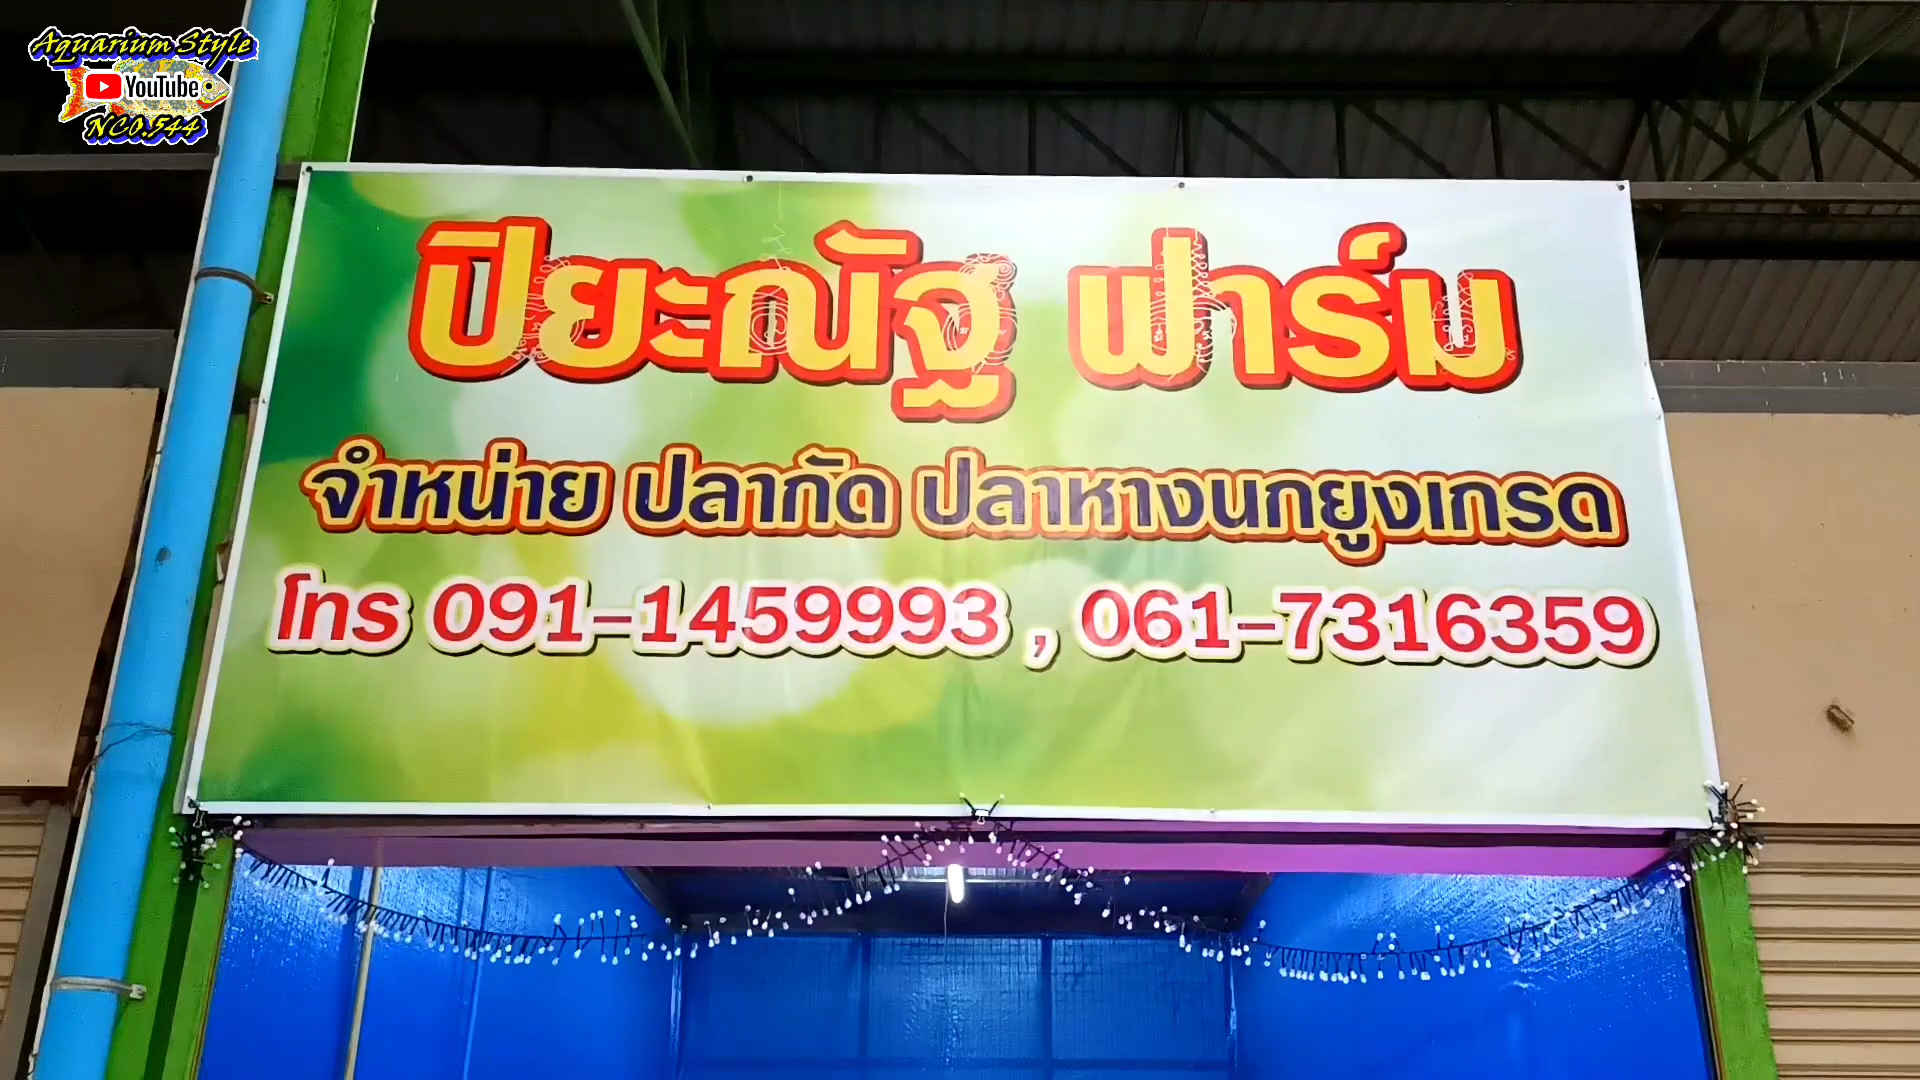 Aquarium Style
YouTube
NCO.544
ปิยะณัฐ ฟาร์ม
จำหน่าย ปลากัด ปลาหางนกยูงเกรด
โทร 091-1459993 , 061-7316359